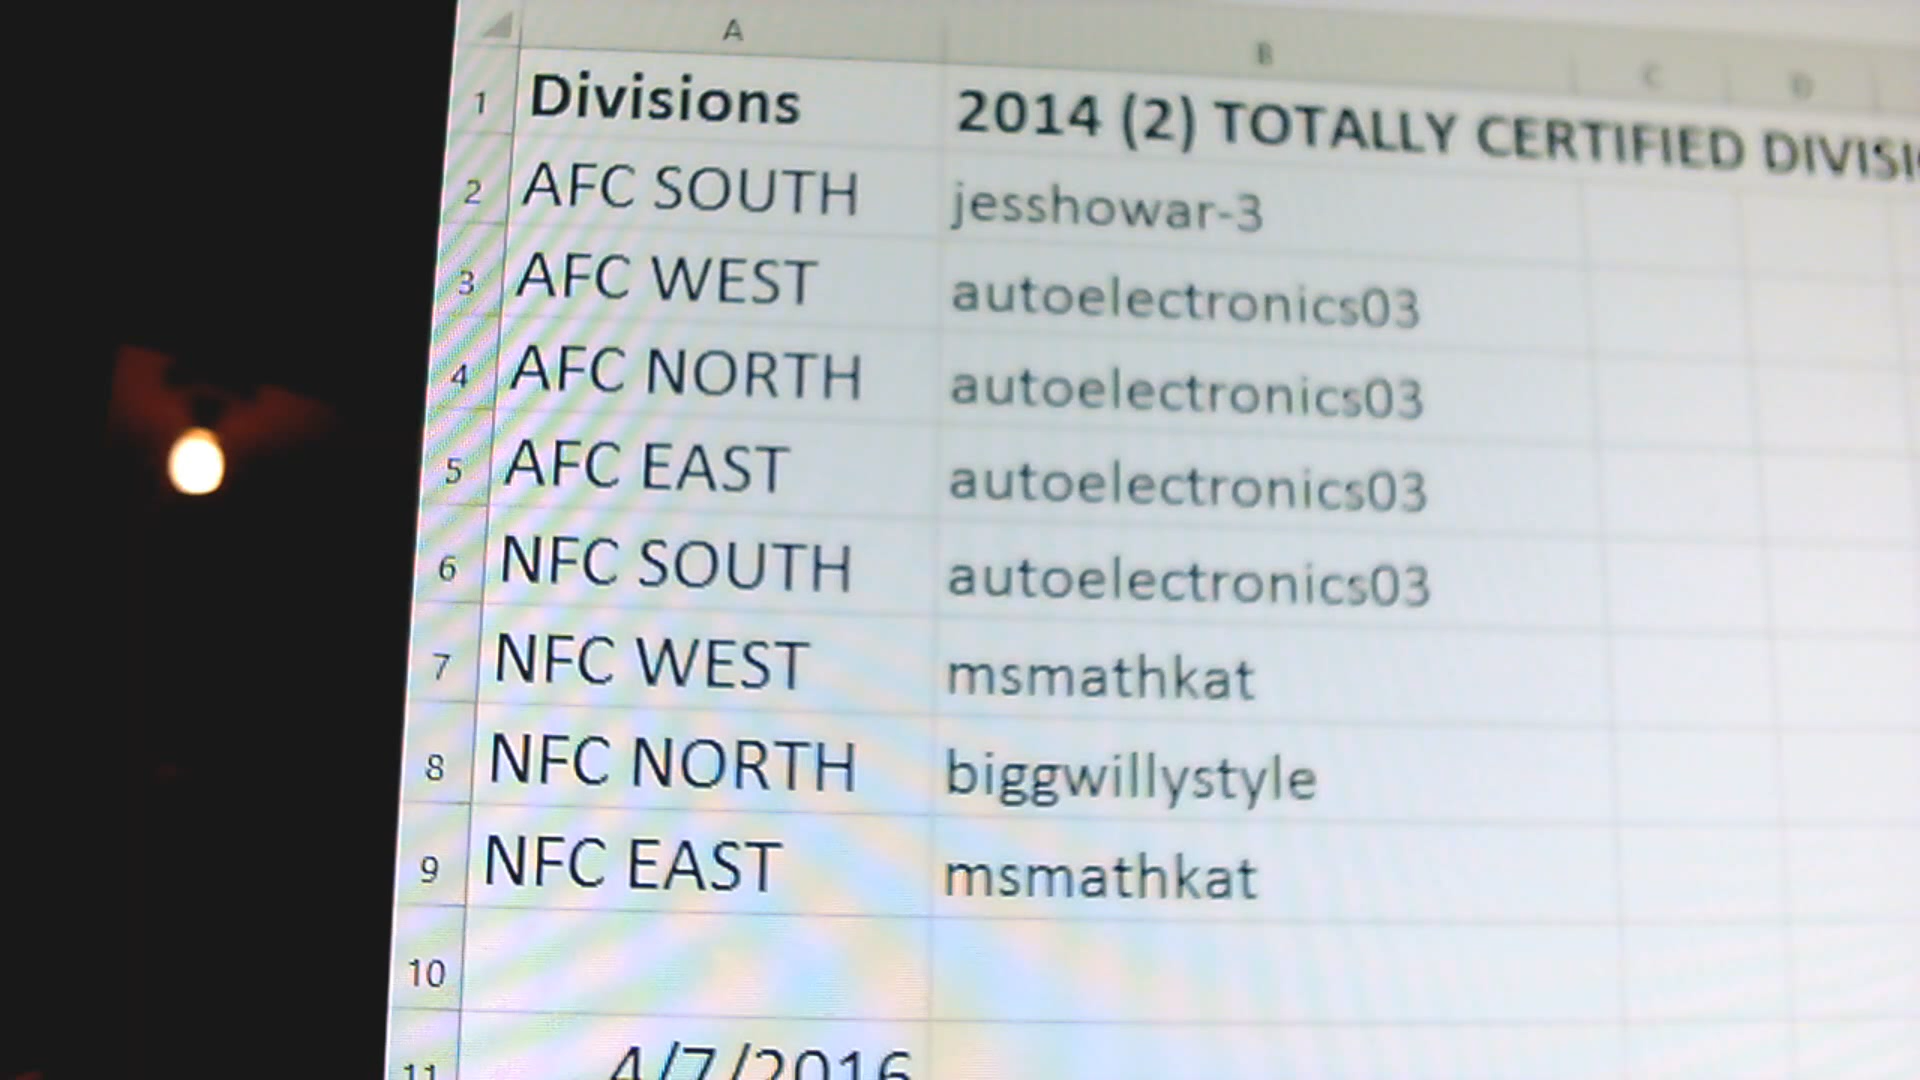 A B C D
1 Divisions 2014 (2) TOTALLY CERTIFIED
2 AFC SOUTH jesshowar-3
3 AFC WEST autoelectronics03
4 AFC NORTH autoelectronics03
5 AFC EAST autoelectronics03
6 NFC SOUTH autoelectronics03
7 NFC WEST msmathkat
8 NFC NORTH biggwillystyle
9 NFC EAST msmathkat
10
11 4/7/2016